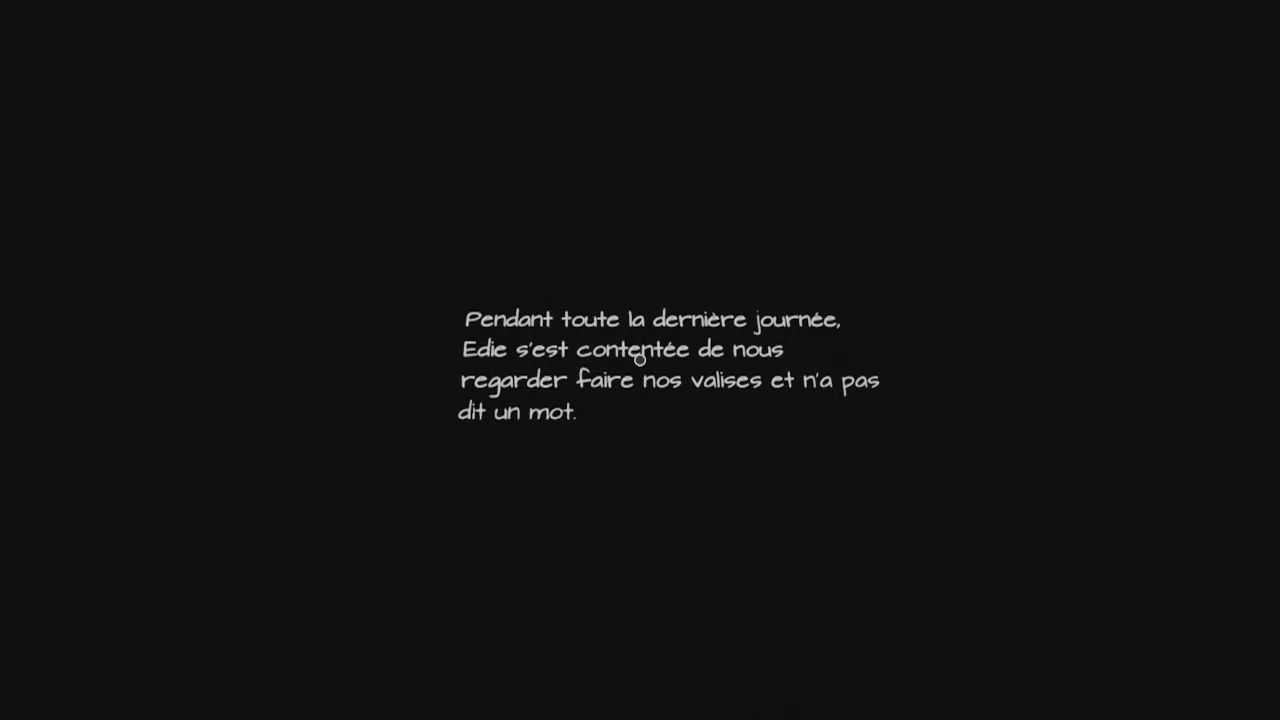 Pendant toute la dernière journée,
Edie s'est contentée de nous
regarder faire nos valises et n'a pas
dit un mot.